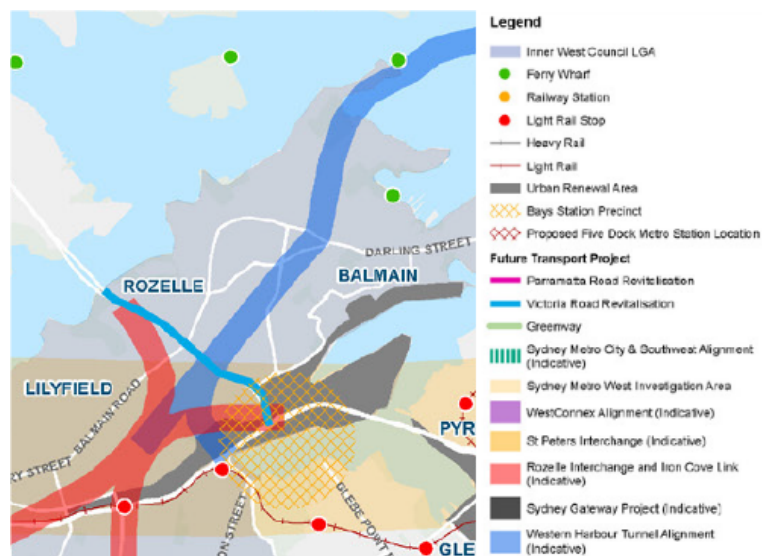 ROZELLE
DARLING STREET
BALMAIN
LILYFIELD
BALMAIN ROAD
PYR
RY STREET
ON STREET
GLEBE POINT
GLE
Legend
Inner West Council LGA
Ferry Wharf
Railway Station
Light Rail Stop
Heavy Rail
Light Rail
Urban Renewal Area
Bays Station Precinct
Proposed Five Dock Metro Station Location
Future Transport Project
Parramatta Road Revitalisation
Victoria Road Revitalisation
Greenway
Sydney Metro City & Southwest Alignment
(Indicative)
Sydney Metro West Investigation Area
WestConnex Alignment (Indicative)
St Peters Interchange (Indicative)
Rozelle Interchange and Iron Cove Link
(Indicative)
Sydney Gateway Project (Indicative)
Western Harbour Tunnel Alignment
(Indicative)